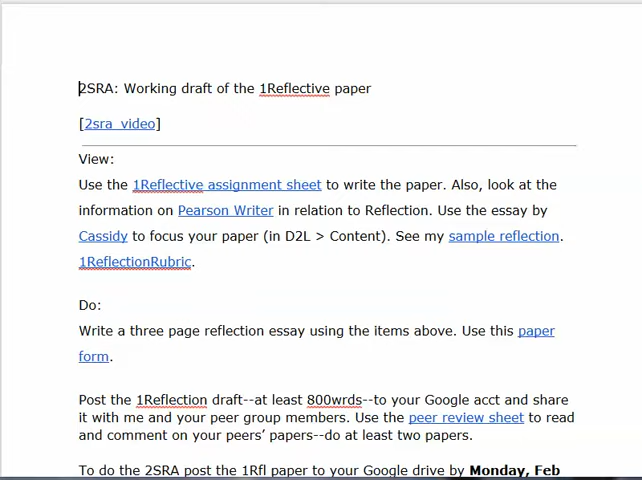 2SRA: Working draft of the 1Reflective paper
[2sra_video]
View:
Use the 1Reflective assignment sheet to write the paper. Also, look at the
information on Pearson Writer in relation to Reflection. Use the essay by
Cassidy to focus your paper (in D2L > Content). See my sample reflection.
1ReflectionRubric.
Do:
Write a three page reflection essay using the items above. Use this paper
form.
Post the 1Reflection draft--at least 800wrds--to your Google acct and share
it with me and your peer group members. Use the peer review sheet to read
and comment on your peers’ papers--do at least two papers.
To do the 2SRA post the 1Rfl paper to your Google drive by Monday, Feb